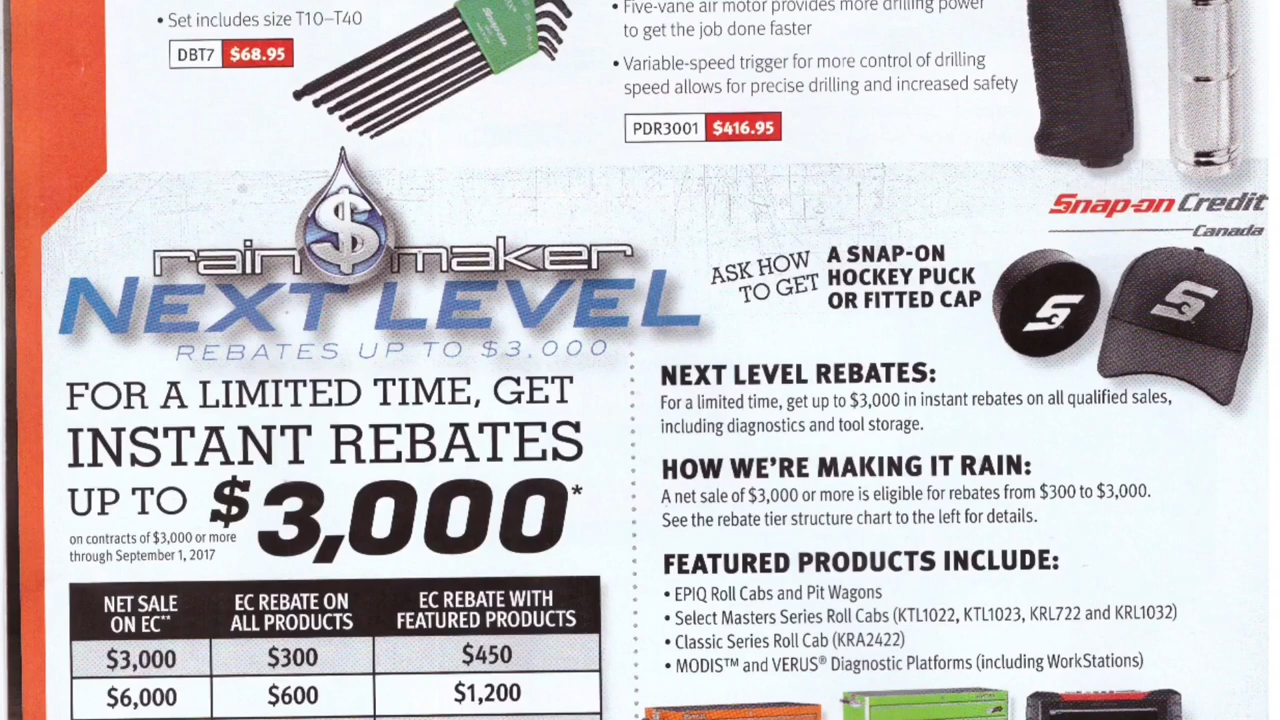 • Set includes size T10–T40
DBT7 $68.95
Snap-on
• Five-vane air motor provides more drilling power
to get the job done faster
• Variable-speed trigger for more control of drilling
speed allows for precise drilling and increased safety
PDR3001 $416.95
rain $ maker
NEXT LEVEL
REBATES UP TO $3,000
FOR A LIMITED TIME, GET
INSTANT REBATES
UP TO $3,000*
on contracts of $3,000 or more
through September 1, 2017
NET SALE ON EC** EC REBATE ON ALL PRODUCTS EC REBATE WITH FEATURED PRODUCTS
$3,000 $300 $450
$6,000 $600 $1,200
Snap-on Credit
Canada
ASK HOW
TO GET
A SNAP-ON
HOCKEY PUCK
OR FITTED CAP
NEXT LEVEL REBATES:
For a limited time, get up to $3,000 in instant rebates on all qualified sales,
including diagnostics and tool storage.
HOW WE'RE MAKING IT RAIN:
A net sale of $3,000 or more is eligible for rebates from $300 to $3,000.
See the rebate tier structure chart to the left for details.
FEATURED PRODUCTS INCLUDE:
• EPIQ Roll Cabs and Pit Wagons
• Select Masters Series Roll Cabs (KTL1022, KTL1023, KRL722 and KRL1032)
• Classic Series Roll Cab (KRA2422)
• MODIS™ and VERUS® Diagnostic Platforms (including WorkStations)